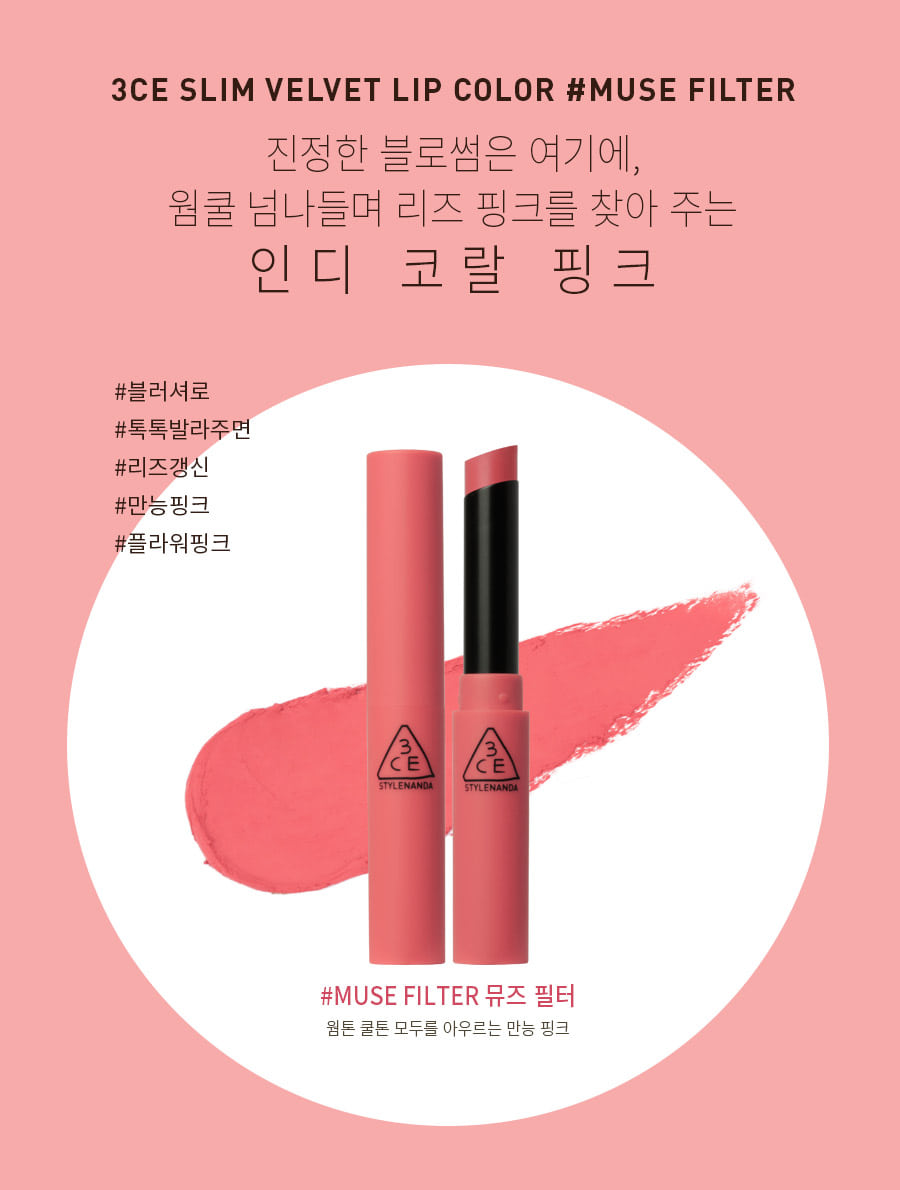 3CE SLIM VELVET LIP COLOR #MUSE FILTER
진정한 블로썸은 여기에,
웜쿨 넘나들며 리즈 핑크를 찾아 주는
인디 코랄 핑크
#블러셔로
#톡톡발라주면
#리즈갱신
#만능핑크
#플라워핑크
3
CE
STYLENANDA
3
CE
STYLENANDA
#MUSE FILTER 뮤즈 필터
웜톤 쿨톤 모두를 아우르는 만능 핑크